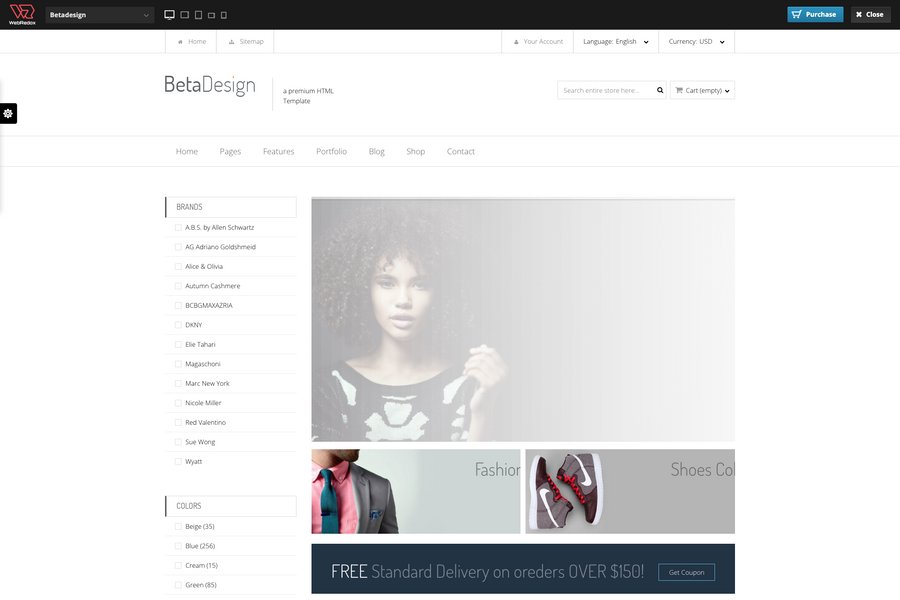 WebRedox
Betadesign
Purchase
Close
Home
Sitemap
Your Account
Language: English
Currency: USD
BetaDesign
a premium HTML
Template
Search entire store here...
Cart (empty)
Home
Pages
Features
Portfolio
Blog
Shop
Contact
BRANDS
A.B.S. by Allen Schwartz
AG Adriano Goldshmeid
Alice & Olivia
Autumn Cashmere
BCBGMAXAZRIA
DKNY
Elie Tahari
Magaschoni
Marc New York
Nicole Miller
Red Valentino
Sue Wong
Wyatt
COLORS
Beige (35)
Blue (256)
Cream (15)
Green (85)
Fashion
Shoes Col
FREE Standard Delivery on oreders OVER $150!
Get Coupon